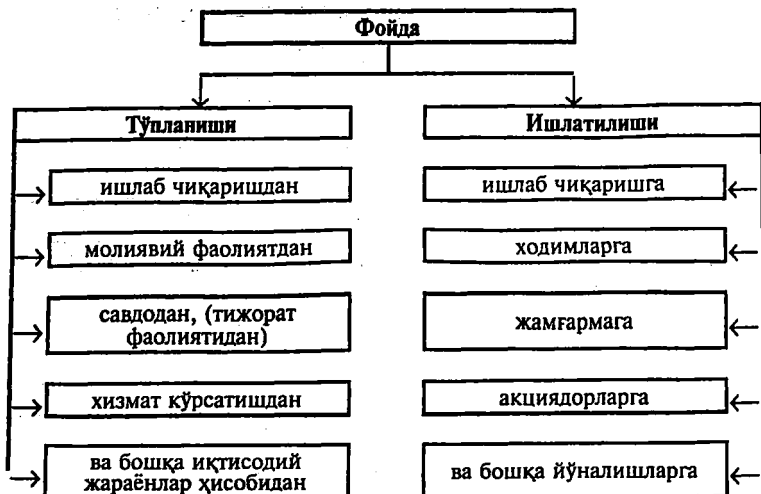 Фойда
Тўпланиши
ишлаб чиқаришдан
молиявий фаолиятдан
савдодан, (тижорат
фаолиятидан)
хизмат кўрсатишдан
ва бошқа иқтисодий
жараёнлар ҳисобидан
Ишлатилиши
ишлаб чиқаришга
ходимларга
жамғармага
акциядорларга
ва бошқа йўналишларга